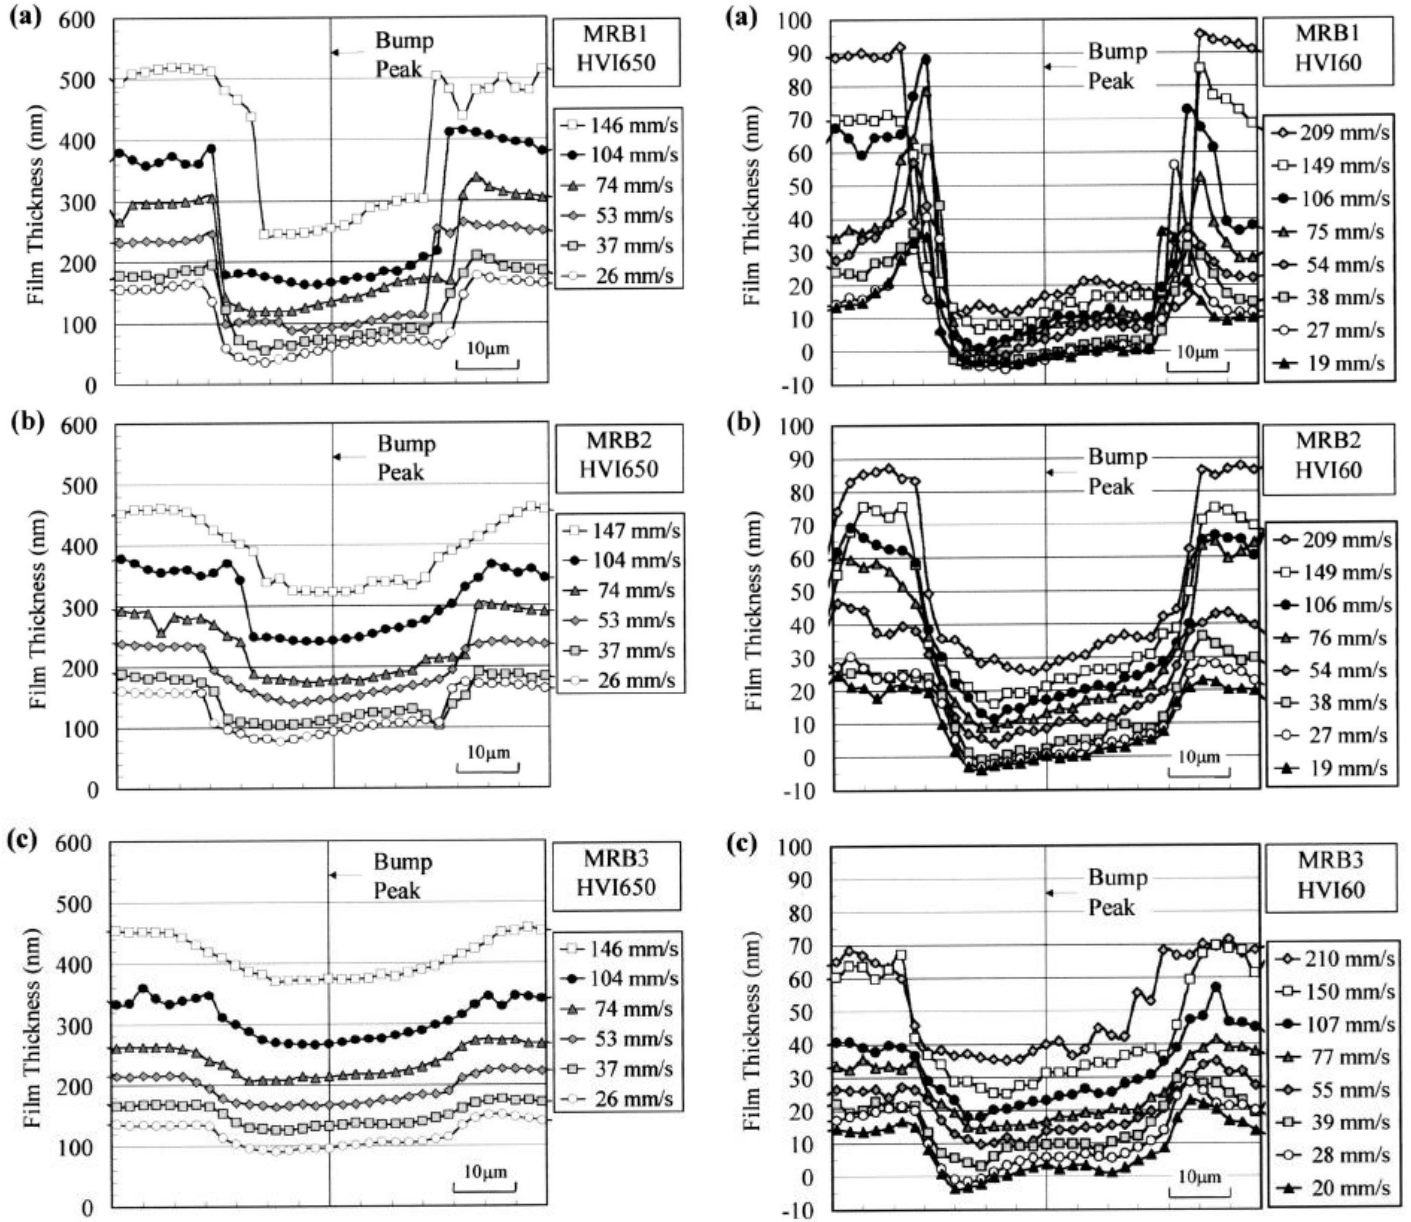 (a)
600
500
400
300
200
100
0
Film Thickness (nm)
Bump
Peak
10μm
MRB1
HVI650
146 mm/s
104 mm/s
74 mm/s
53 mm/s
37 mm/s
26 mm/s
(a)
100
90
80
70
60
50
40
30
20
10
0
-10
Film Thickness (nm)
Bump
Peak
10μm
MRB1
HVI60
209 mm/s
149 mm/s
106 mm/s
75 mm/s
54 mm/s
38 mm/s
27 mm/s
19 mm/s
(b)
600
500
400
300
200
100
0
Film Thickness (nm)
Bump
Peak
10μm
MRB2
HVI650
147 mm/s
104 mm/s
74 mm/s
53 mm/s
37 mm/s
26 mm/s
(b)
100
90
80
70
60
50
40
30
20
10
0
-10
Film Thickness (nm)
Bump
Peak
10μm
MRB2
HVI60
209 mm/s
149 mm/s
106 mm/s
76 mm/s
54 mm/s
38 mm/s
27 mm/s
19 mm/s
(c)
600
500
400
300
200
100
0
Film Thickness (nm)
Bump
Peak
10μm
MRB3
HVI650
146 mm/s
104 mm/s
74 mm/s
53 mm/s
37 mm/s
26 mm/s
(c)
100
90
80
70
60
50
40
30
20
10
0
-10
Film Thickness (nm)
Bump
Peak
10μm
MRB3
HVI60
210 mm/s
150 mm/s
107 mm/s
77 mm/s
55 mm/s
39 mm/s
28 mm/s
20 mm/s